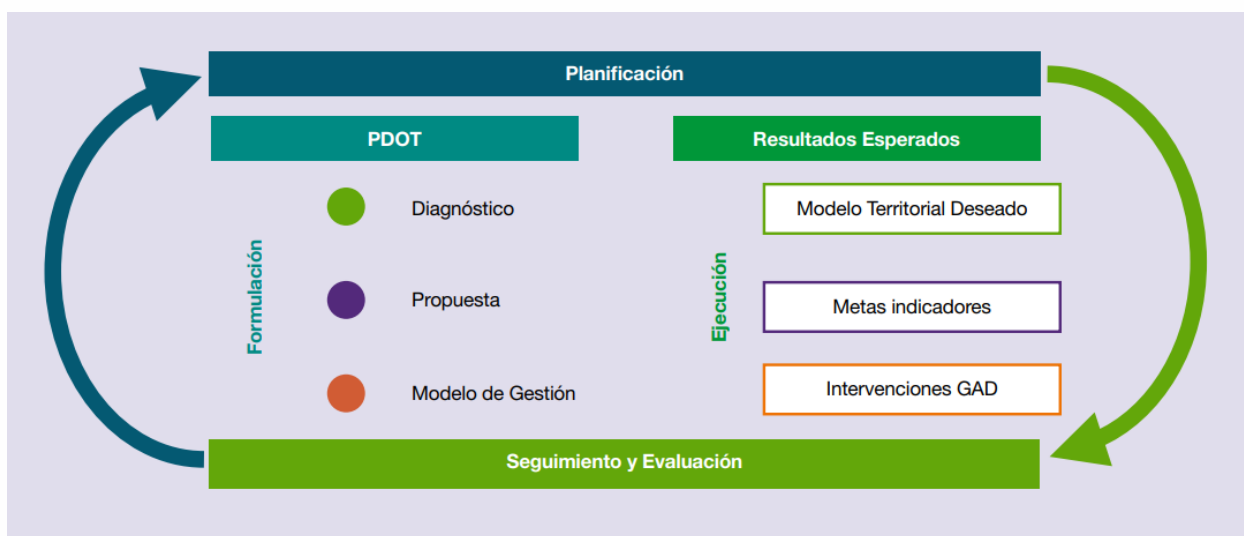 Planificación
PDOT
Resultados Esperados
Formulación
Diagnóstico
Propuesta
Modelo de Gestión
Ejecución
Modelo Territorial Deseado
Metas indicadores
Intervenciones GAD
Seguimiento y Evaluación